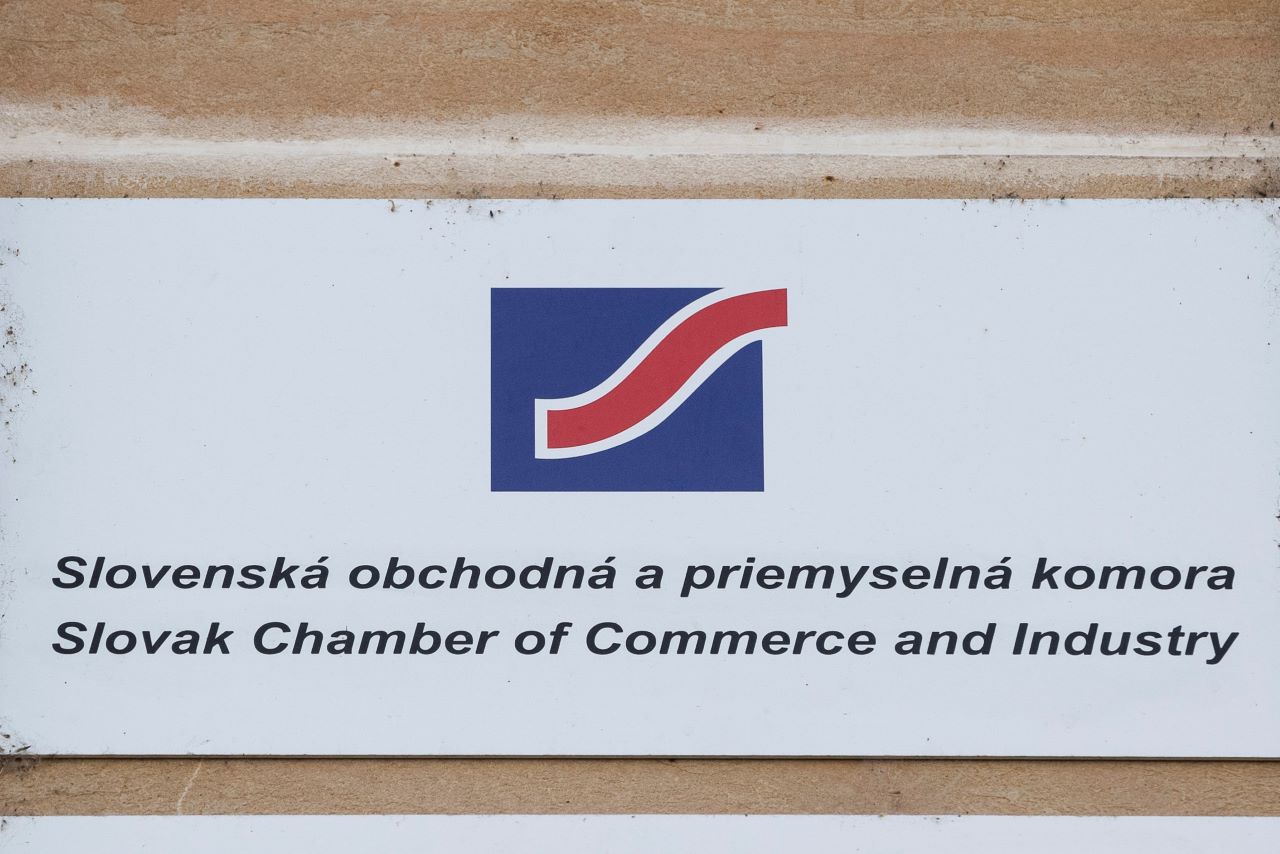 Slovenská obchodná a priemyselná komora
Slovak Chamber of Commerce and Industry